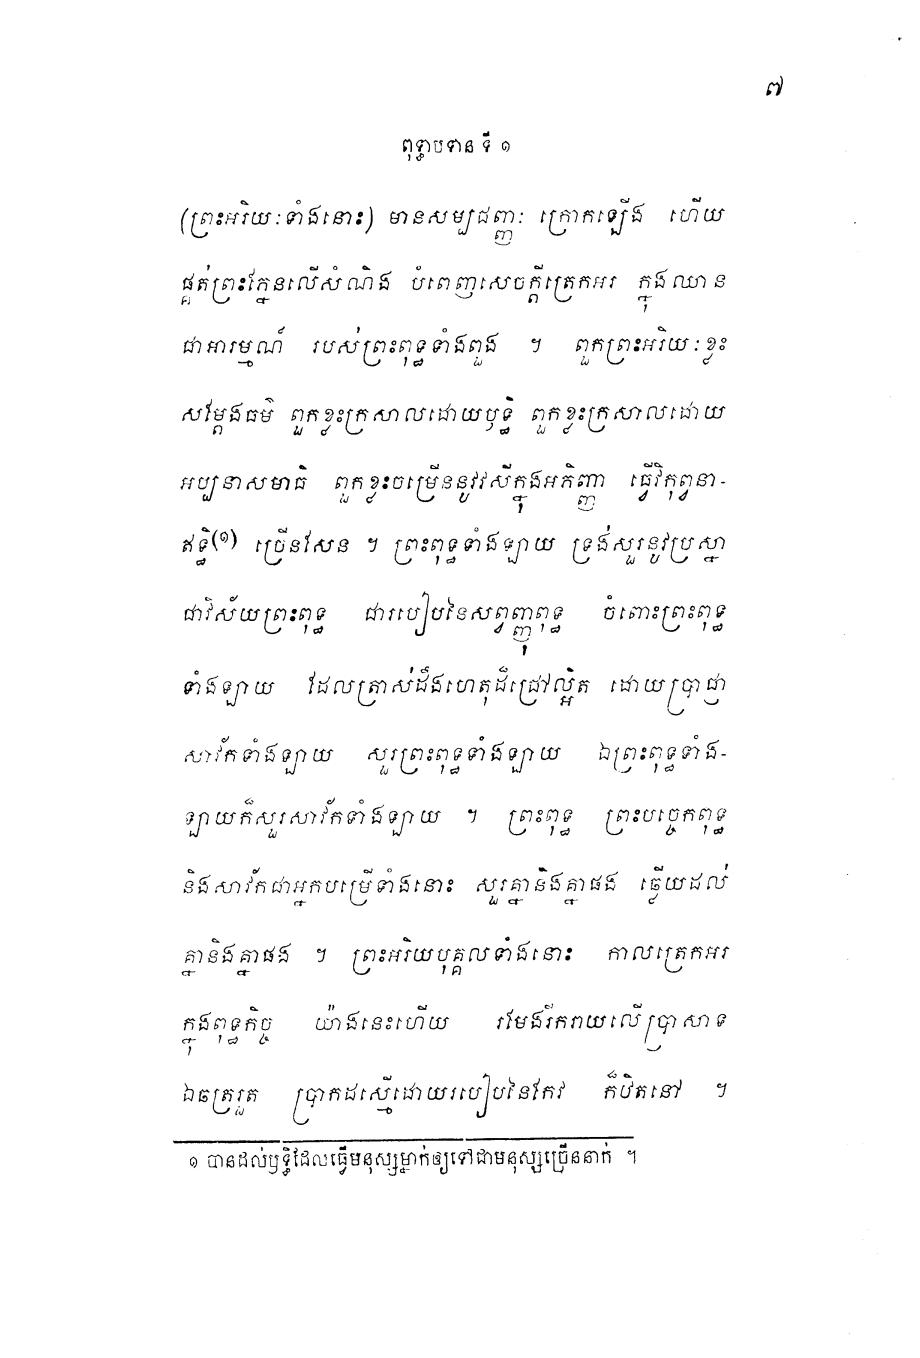 ៧
ពុទ្ធាបទាន ទី ១
(ព្រះអរិយៈទាំងនោះ) មានសម្បជញ្ញៈ ក្រោកឡើង ហើយ
ផ្គត់ព្រះភ្នែនលើសំណឹង បំពេញសេចក្តីត្រេកអរ ក្នុងឈាន
ជាអារម្មណ៍ របស់ព្រះពុទ្ធទាំងពួង ។ ពួកព្រះអរិយៈខ្លះ
សម្តែងធម៌ ពួកខ្លះក្រសាលដោយឫទ្ធិ ពួកខ្លះក្រសាលដោយ
អប្បនាសមាធិ ពួកខ្លះចម្រើននូវវសីក្នុងអភិញ្ញា ធ្វើវិកុព្វនា-
ឥទ្ធិ(១) ច្រើនសែន ។ ព្រះពុទ្ធទាំងឡាយ ទ្រង់សួរនូវប្រស្នា
ជាវិស័យព្រះពុទ្ធ ជារបៀបនៃសព្វញ្ញុពុទ្ធ ចំពោះព្រះពុទ្ធ
ទាំងឡាយ ដែលត្រាស់ដឹងហេតុដ៏ជ្រៅល្អិត ដោយប្រាជ្ញា
សាវ័កទាំងឡាយ សួរព្រះពុទ្ធទាំងឡាយ ឯព្រះពុទ្ធទាំង-
ឡាយក៏សួរសាវ័កទាំងឡាយ ។ ព្រះពុទ្ធ ព្រះបច្ចេកពុទ្ធ
និងសាវ័កជាអ្នកបម្រើទាំងនោះ សួរគ្នានឹងគ្នាផង ឆ្លើយដល់
គ្នានិងគ្នាផង ។ ព្រះអរិយបុគ្គលទាំងនោះ កាលត្រេកអរ
ក្នុងពុទ្ធកិច្ច យ៉ាងនេះហើយ រមែងរីករាយលើប្រាសាទ
ឯឆត្ររួត ប្រាកដស្មើដោយរបៀបនៃកែវ ក៏ឋិតនៅ ។
១ បានដល់ឫទ្ធិដែលធ្វើមនុស្សម្នាក់ឲ្យទៅជាមនុស្សច្រើននាក់ ។